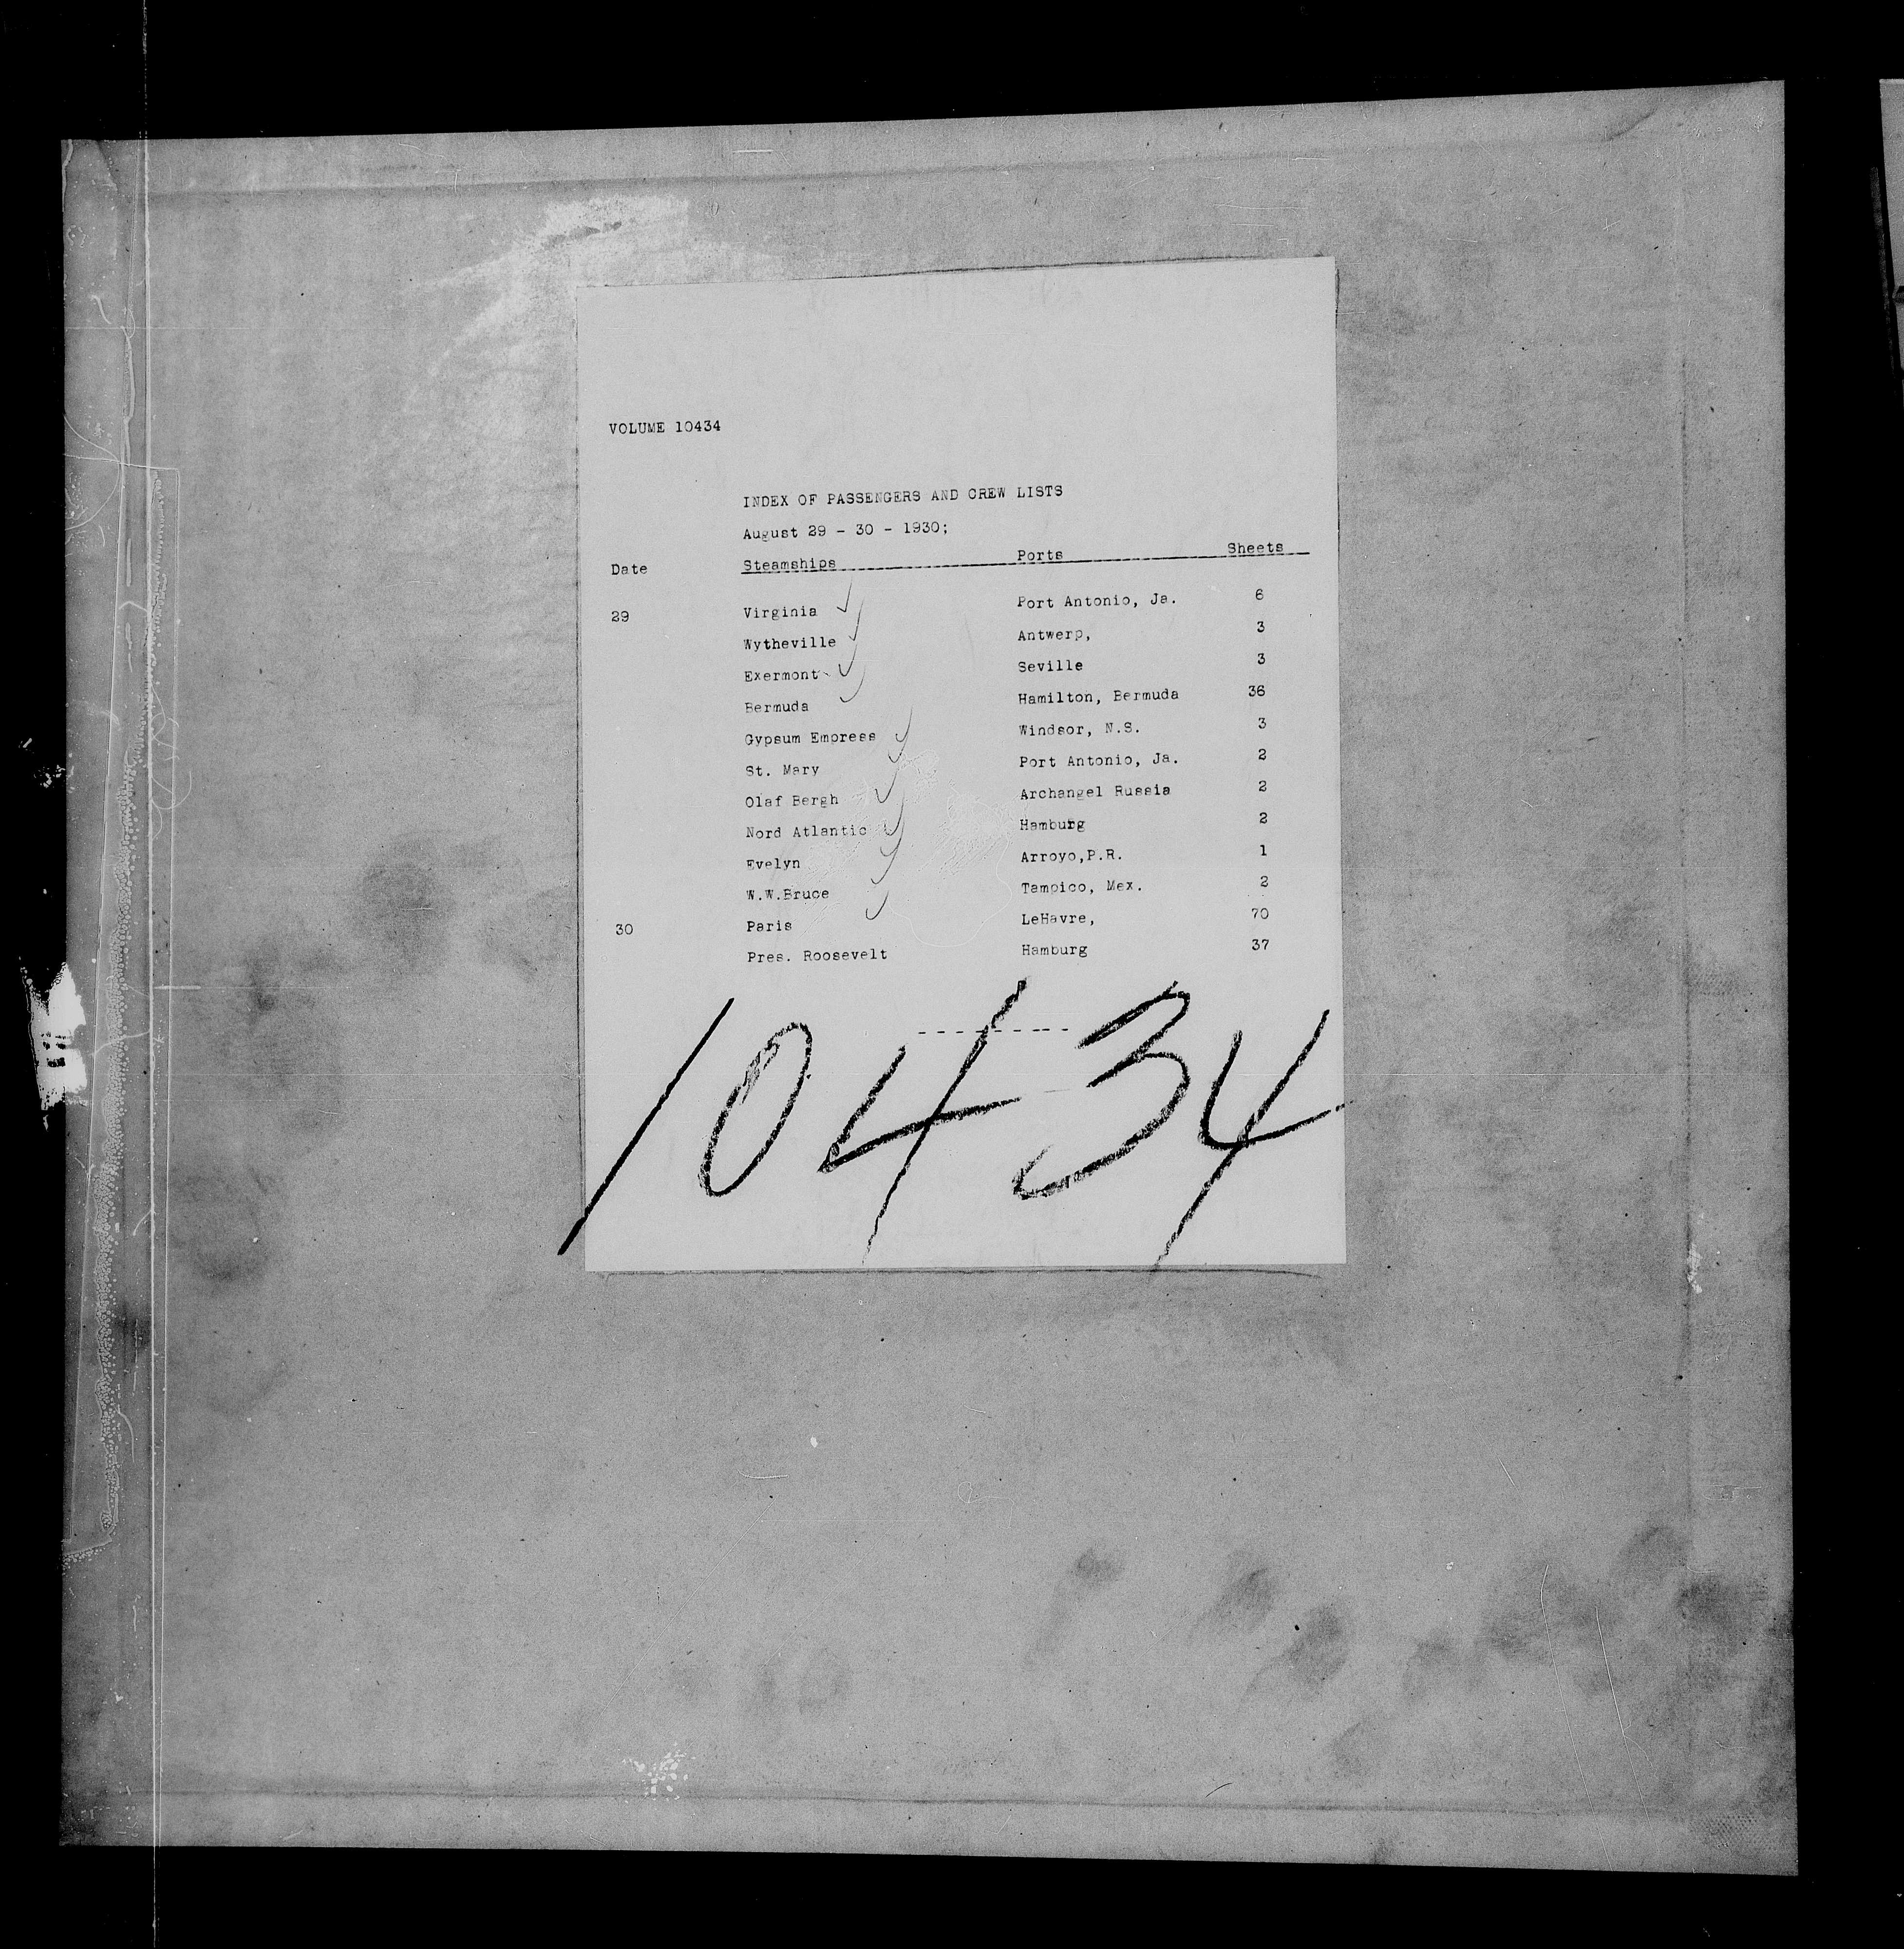 VOLUME 10434
INDEX OF PASSENGERS AND CREW LISTS
August 29 - 30 - 1930;
Date Steamships Ports Sheets
29 Virginia Port Antonio, Ja. 6
Wytheville Antwerp, 3
Exermont Seville 3
Bermuda Hamilton, Bermuda 36
Gypsum Empress Windsor, N.S. 3
St. Mary Port Antonio, Ja. 2
Olaf Bergh Archangel Russia 2
Nord Atlantic Hamburg 2
Evelyn Arroyo,P.R. 1
W.W.Bruce Tampico, Mex. 2
30 Paris LeHavre, 70
Pres. Roosevelt Hamburg 37
----------
10434